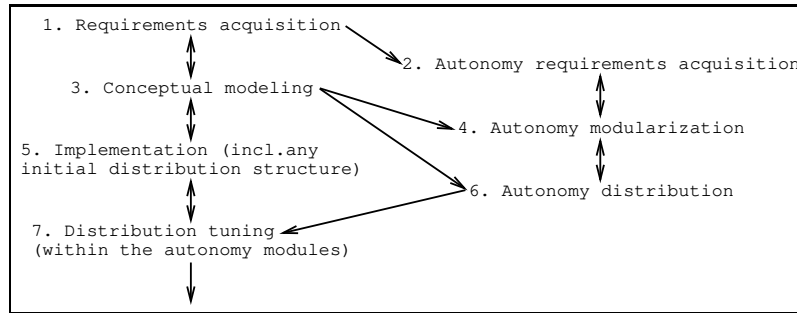 1. Requirements acquisition
2. Autonomy requirements acquisition
3. Conceptual modeling
4. Autonomy modularization
5. Implementation (incl.any
initial distribution structure)
6. Autonomy distribution
7. Distribution tuning
(within the autonomy modules)